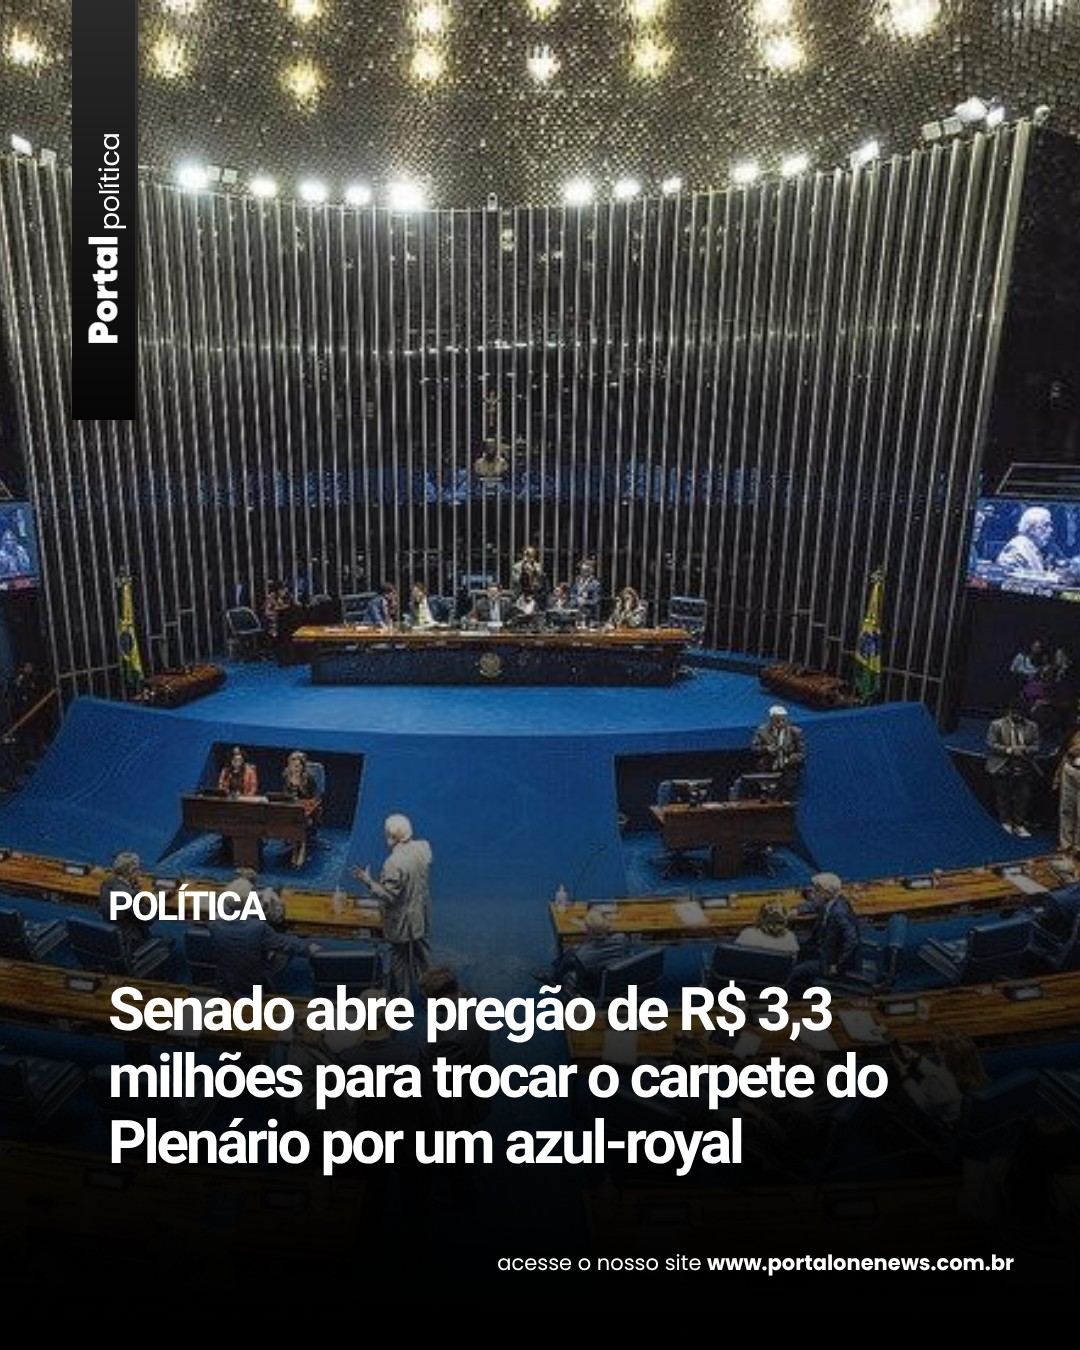 Portal política
POLÍTICA
Senado abre pregão de R$ 3,3
milhões para trocar o carpete do
Plenário por um azul-royal
acesse o nosso site www.portalonenews.com.br